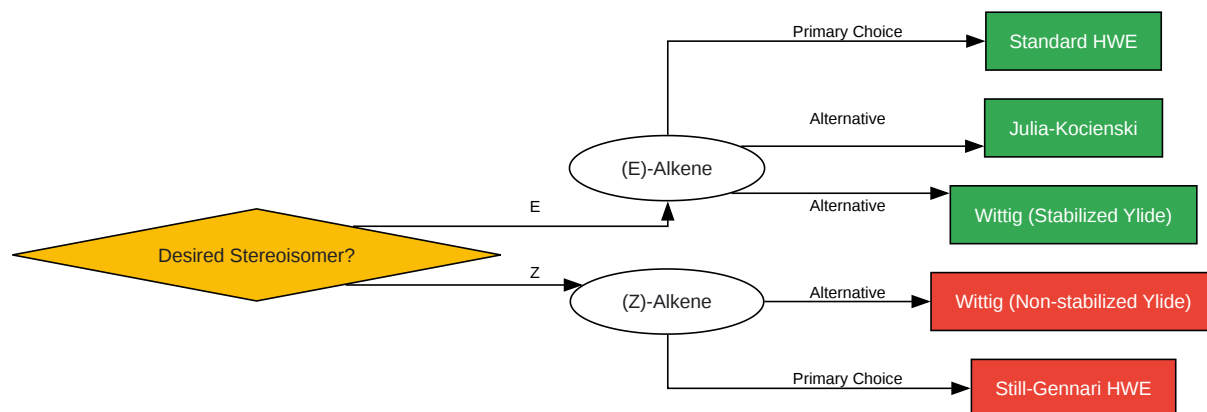 Primary Choice
Standard HWE
Alternative
Julia-Kocienski
(E)-Alkene
Alternative
Wittig (Stabilized Ylide)
E
Desired Stereoisomer?
Z
(Z)-Alkene
Alternative
Wittig (Non-stabilized Ylide)
Primary Choice
Still-Gennari HWE